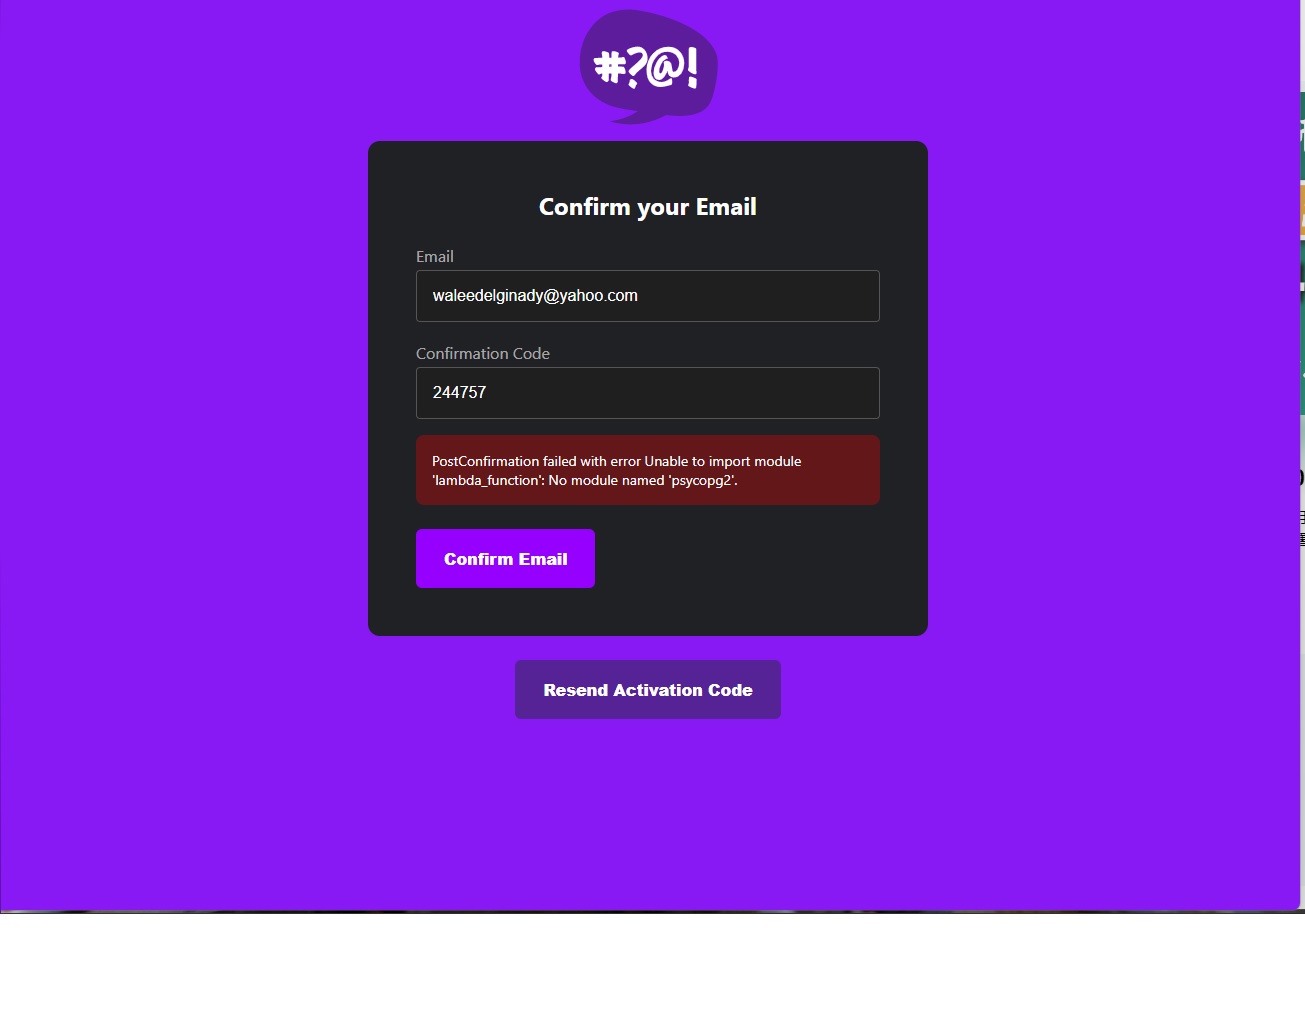 #?@!
Confirm your Email
Email
waleedelginady@yahoo.com
Confirmation Code
244757
PostConfirmation failed with error Unable to import module
'lambda_function': No module named 'psycopg2'.
Confirm Email
Resend Activation Code